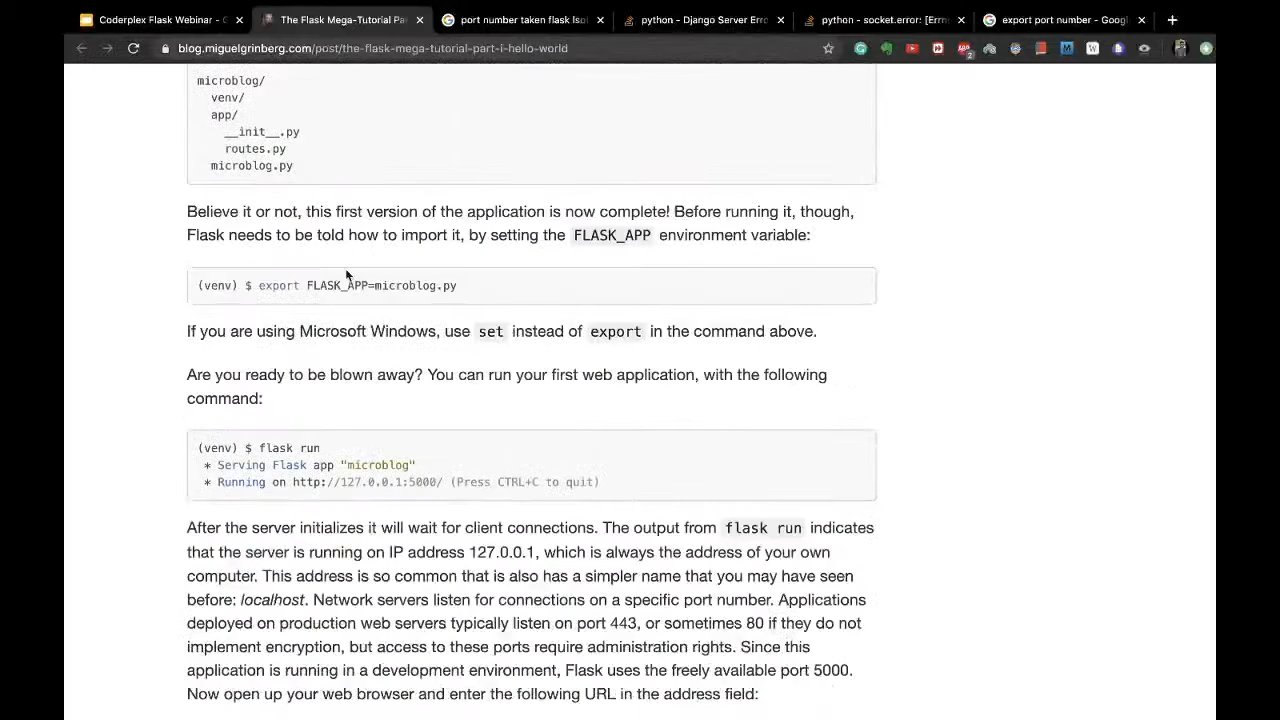 Coderplex Flask Webinar - G
The Flask Mega-Tutorial Pa
port number taken flask lsof
python - Django Server Erro
python - socket.error: [Errn
export port number - Googl
blog.miguelgrinberg.com/post/the-flask-mega-tutorial-part-i-hello-world
microblog/
venv/
app/
__init__.py
routes.py
microblog.py
Believe it or not, this first version of the application is now complete! Before running it, though,
Flask needs to be told how to import it, by setting the FLASK_APP environment variable:
(venv) $ export FLASK_APP=microblog.py
If you are using Microsoft Windows, use set instead of export in the command above.
Are you ready to be blown away? You can run your first web application, with the following
command:
(venv) $ flask run
* Serving Flask app "microblog"
* Running on http://127.0.0.1:5000/ (Press CTRL+C to quit)
After the server initializes it will wait for client connections. The output from flask run indicates
that the server is running on IP address 127.0.0.1, which is always the address of your own
computer. This address is so common that is also has a simpler name that you may have seen
before: localhost. Network servers listen for connections on a specific port number. Applications
deployed on production web servers typically listen on port 443, or sometimes 80 if they do not
implement encryption, but access to these ports require administration rights. Since this
application is running in a development environment, Flask uses the freely available port 5000.
Now open up your web browser and enter the following URL in the address field: